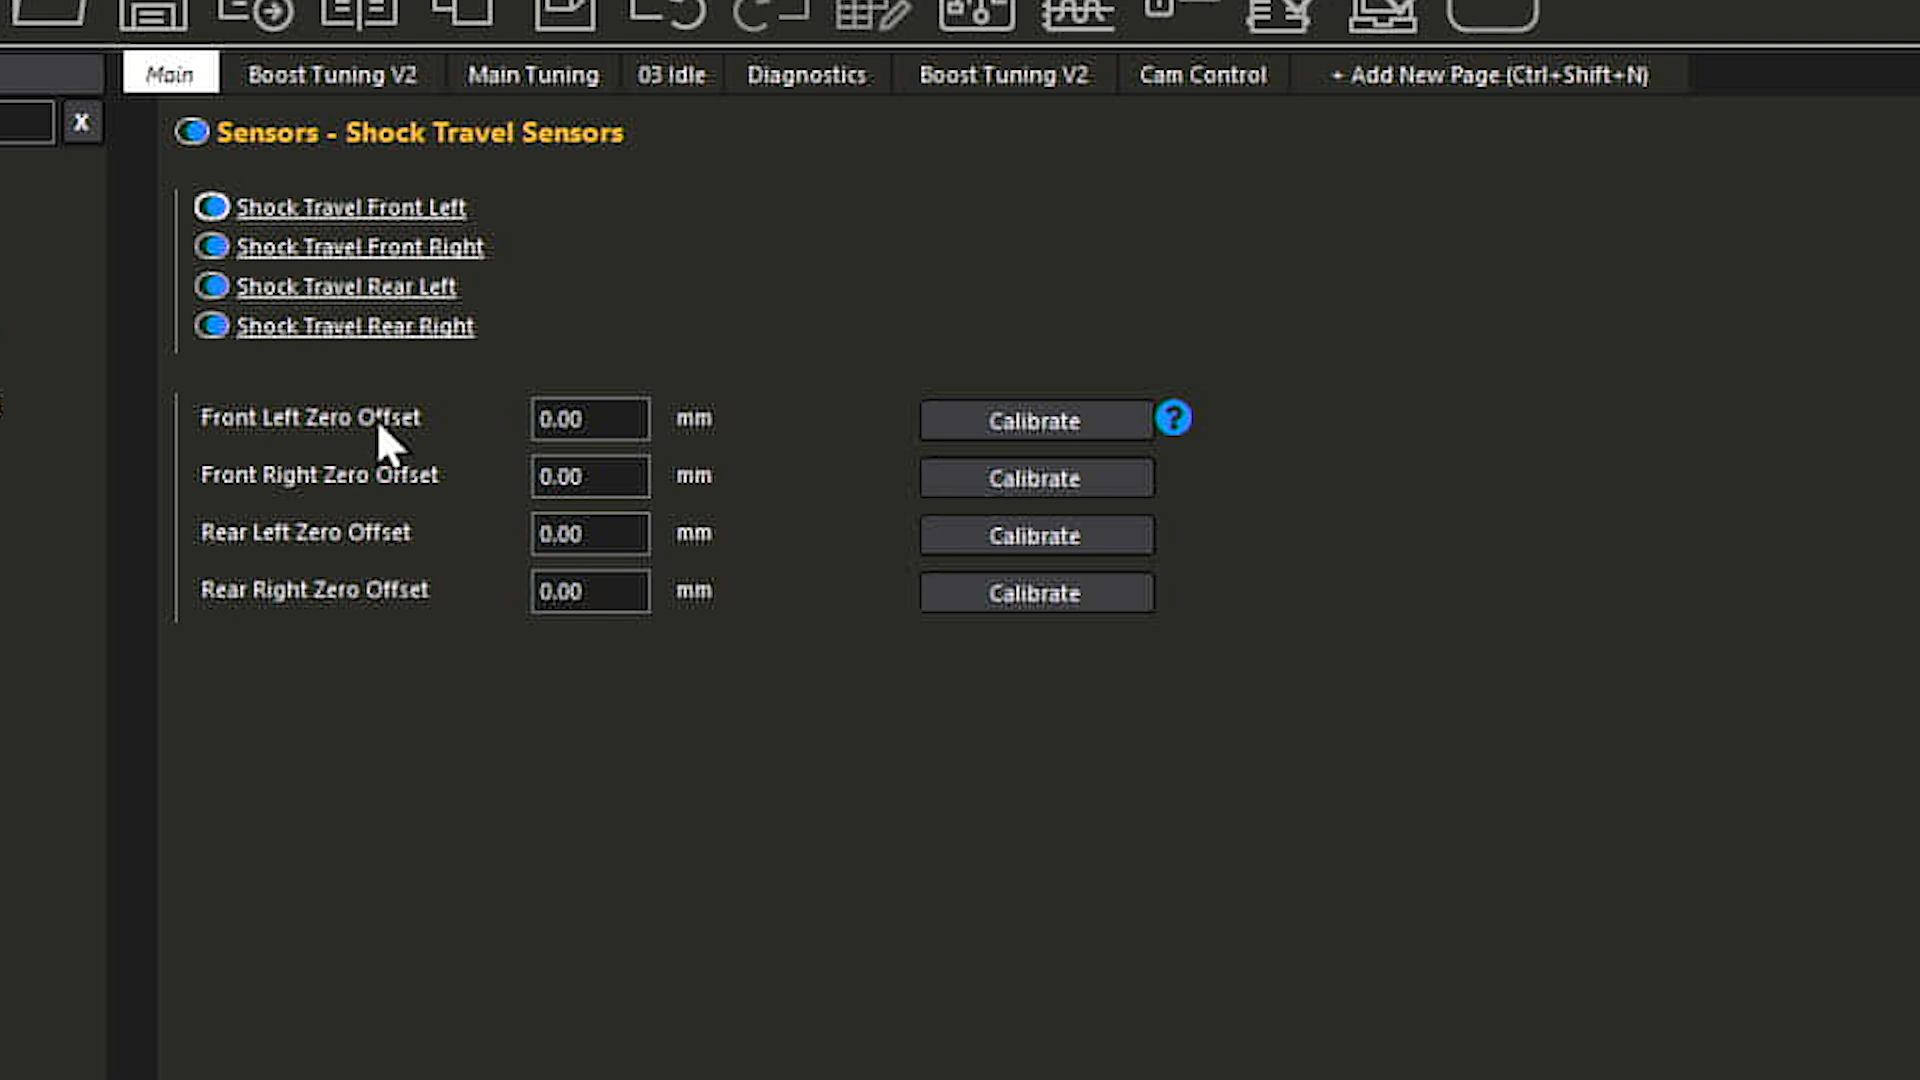 Main Boost Tuning V2 Main Tuning 03 Idle Diagnostics Boost Tuning V2 Cam Control + Add New Page (Ctrl+Shift+N)
X
Sensors - Shock Travel Sensors
Shock Travel Front Left
Shock Travel Front Right
Shock Travel Rear Left
Shock Travel Rear Right
Front Left Zero Offset 0.00 mm Calibrate ?
Front Right Zero Offset 0.00 mm Calibrate
Rear Left Zero Offset 0.00 mm Calibrate
Rear Right Zero Offset 0.00 mm Calibrate